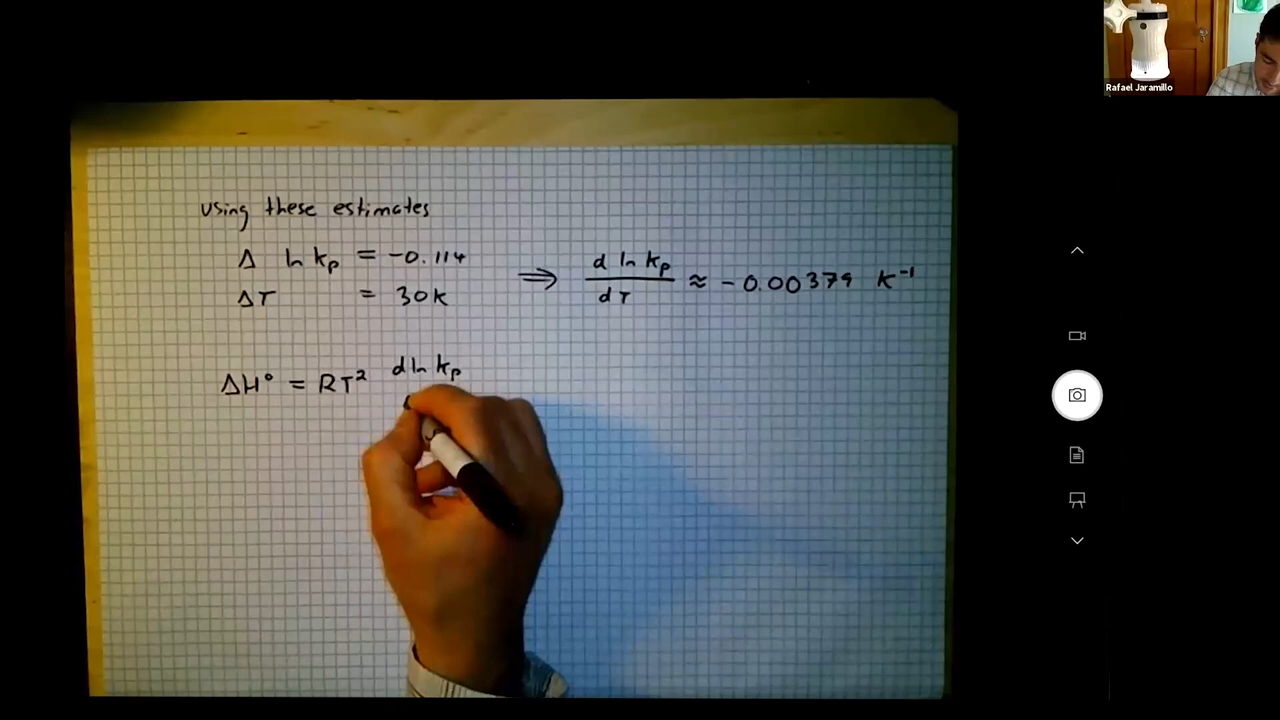 Rafael Jaramillo
using these estimates
Δ ln kp = -0.114
ΔT = 30K
⟹ d ln kp / dT ≈ -0.00379 K⁻¹
ΔH° = RT² d ln kp